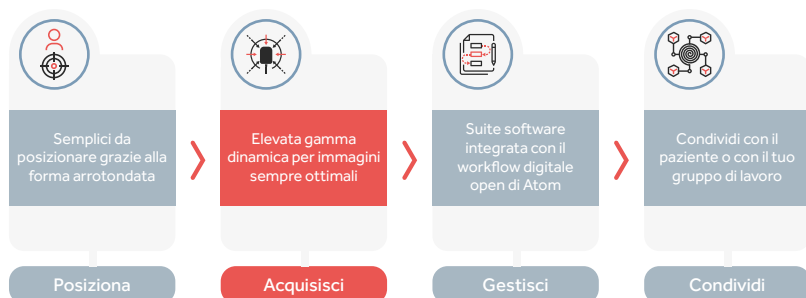 Semplici da
posizionare grazie alla
forma arrotondata
Elevata gamma
dinamica per immagini
sempre ottimali
Suite software
integrata con il
workflow digitale
open di Atom
Condividi con il
paziente o con il tuo
gruppo di lavoro
Posiziona
Acquisisci
Gestisci
Condividi